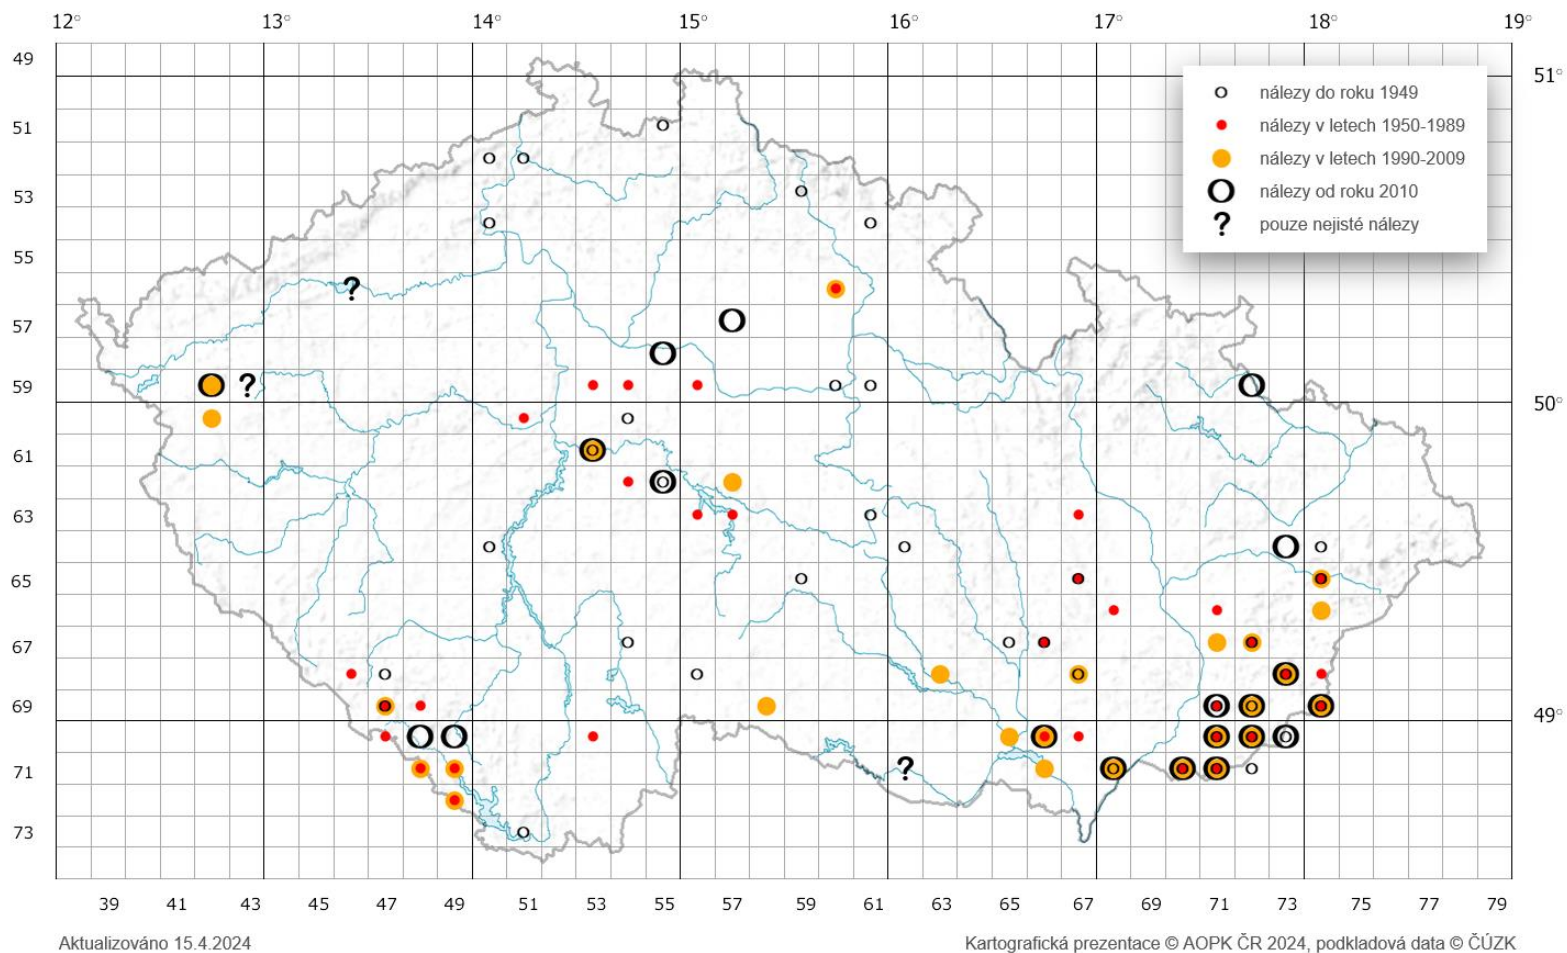 12° 13° 14° 15° 16° 17° 18° 19°
49
51°
nálezy do roku 1949
51
nálezy v letech 1950-1989
nálezy v letech 1990-2009
53
nálezy od roku 2010
? pouze nejisté nálezy
55
?
57
59
?
50°
61
63
65
67
69
49°
71
?
73
39 41 43 45 47 49 51 53 55 57 59 61 63 65 67 69 71 73 75 77 79
Aktualizováno 15.4.2024
Kartografická prezentace © AOPK ČR 2024, podkladová data © ČÚZK